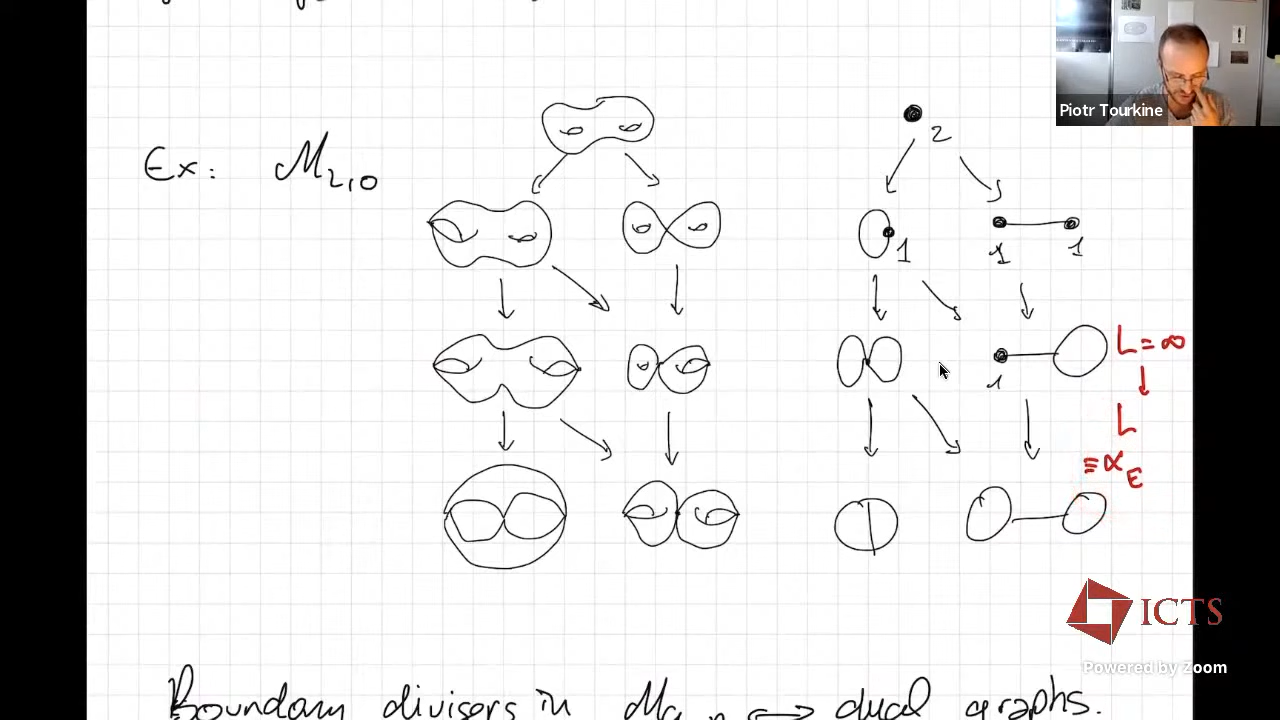 Piotr Tourkine
Ex: M2,0
2
1
1 1
1
L = ∞
↓
L
≡ αE
ICTS
Powered by Zoom
Boundary divisors in dual graphs.